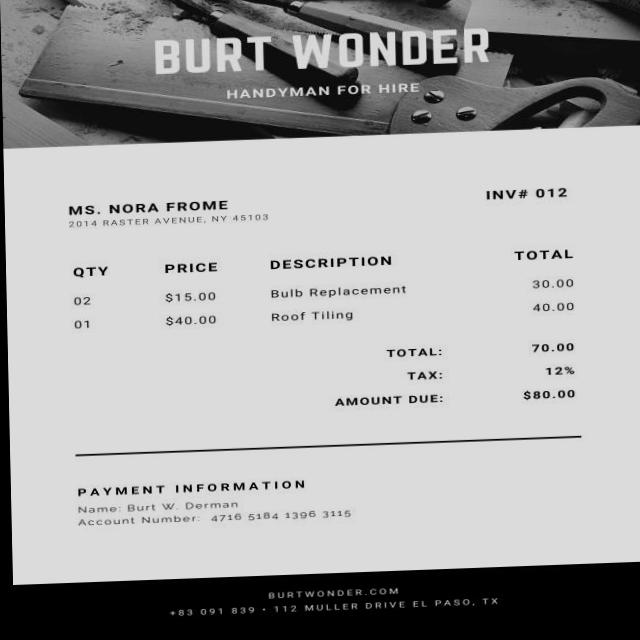 BURT WONDER
HANDYMAN FOR HIRE
MS. NORA FROME
INV# 012
2014 RASTER AVENUE, NY 45103
QTY PRICE DESCRIPTION TOTAL
02 $15.00 Bulb Replacement 30.00
01 $40.00 Roof Tiling 40.00
TOTAL: 70.00
TAX: 12%
AMOUNT DUE: $80.00
PAYMENT INFORMATION
Name: Burt W. Derman
Account Number: 4716 5184 1396 3115
BURTWONDER.COM
+83 091 839 • 112 MULLER DRIVE EL PASO, TX